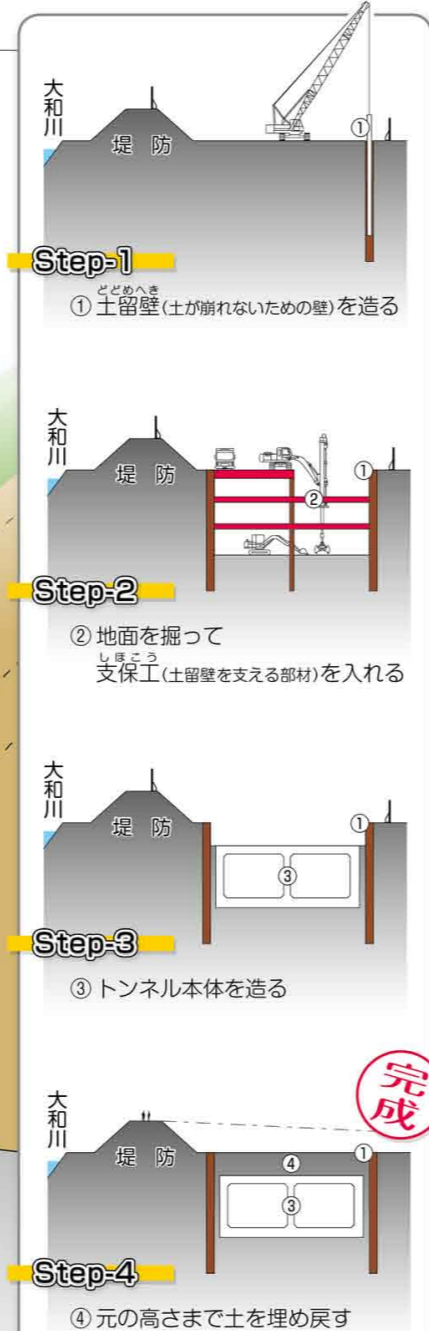 大和川
堤 防
①
Step-1
どどめへき
① 土留壁(土が崩れないための壁)を造る
大和川
堤 防
①
②
Step-2
② 地面を掘って
しほこう
支保工(土留壁を支える部材)を入れる
大和川
堤 防
①
③
Step-3
③ トンネル本体を造る
完成
大和川
堤 防
①
④
③
Step-4
④ 元の高さまで土を埋め戻す